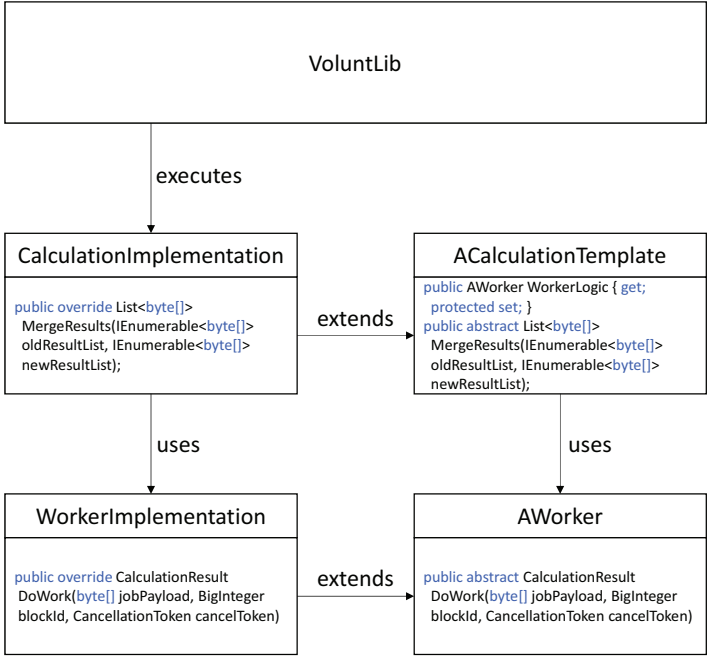 VoluntLib
executes
CalculationImplementation
public override List<byte[]>
MergeResults(IEnumerable<byte[]>
oldResultList, IEnumerable<byte[]>
newResultList);
extends
ACalculationTemplate
public AWorker WorkerLogic { get;
protected set; }
public abstract List<byte[]>
MergeResults(IEnumerable<byte[]>
oldResultList, IEnumerable<byte[]>
newResultList);
uses
uses
WorkerImplementation
public override CalculationResult
DoWork(byte[] jobPayload, BigInteger
blockId, CancellationToken cancelToken)
extends
AWorker
public abstract CalculationResult
DoWork(byte[] jobPayload, BigInteger
blockId, CancellationToken cancelToken)